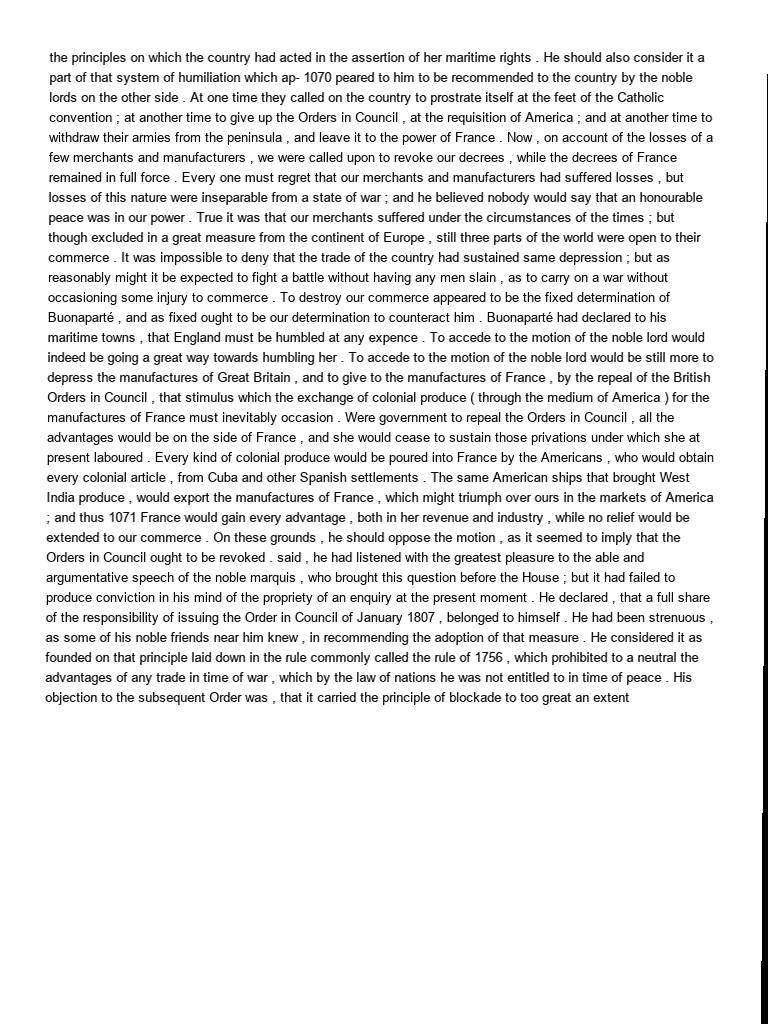 the principles on which the country had acted in the assertion of her maritime rights . He should also consider it a
part of that system of humiliation which ap- 1070 peared to him to be recommended to the country by the noble
lords on the other side . At one time they called on the country to prostrate itself at the feet of the Catholic
convention ; at another time to give up the Orders in Council , at the requisition of America ; and at another time to
withdraw their armies from the peninsula , and leave it to the power of France . Now , on account of the losses of a
few merchants and manufacturers , we were called upon to revoke our decrees , while the decrees of France
remained in full force . Every one must regret that our merchants and manufacturers had suffered losses , but
losses of this nature were inseparable from a state of war ; and he believed nobody would say that an honourable
peace was in our power . True it was that our merchants suffered under the circumstances of the times ; but
though excluded in a great measure from the continent of Europe , still three parts of the world were open to their
commerce . It was impossible to deny that the trade of the country had sustained same depression ; but as
reasonably might it be expected to fight a battle without having any men slain , as to carry on a war without
occasioning some injury to commerce . To destroy our commerce appeared to be the fixed determination of
Buonaparté , and as fixed ought to be our determination to counteract him . Buonaparté had declared to his
maritime towns , that England must be humbled at any expence . To accede to the motion of the noble lord would
indeed be going a great way towards humbling her . To accede to the motion of the noble lord would be still more to
depress the manufactures of Great Britain , and to give to the manufactures of France , by the repeal of the British
Orders in Council , that stimulus which the exchange of colonial produce ( through the medium of America ) for the
manufactures of France must inevitably occasion . Were government to repeal the Orders in Council , all the
advantages would be on the side of France , and she would cease to sustain those privations under which she at
present laboured . Every kind of colonial produce would be poured into France by the Americans , who would obtain
every colonial article , from Cuba and other Spanish settlements . The same American ships that brought West
India produce , would export the manufactures of France , which might triumph over ours in the markets of America
; and thus 1071 France would gain every advantage , both in her revenue and industry , while no relief would be
extended to our commerce . On these grounds , he should oppose the motion , as it seemed to imply that the
Orders in Council ought to be revoked . said , he had listened with the greatest pleasure to the able and
argumentative speech of the noble marquis , who brought this question before the House ; but it had failed to
produce conviction in his mind of the propriety of an enquiry at the present moment . He declared , that a full share
of the responsibility of issuing the Order in Council of January 1807 , belonged to himself . He had been strenuous ,
as some of his noble friends near him knew , in recommending the adoption of that measure . He considered it as
founded on that principle laid down in the rule commonly called the rule of 1756 , which prohibited to a neutral the
advantages of any trade in time of war , which by the law of nations he was not entitled to in time of peace . His
objection to the subsequent Order was , that it carried the principle of blockade to too great an extent